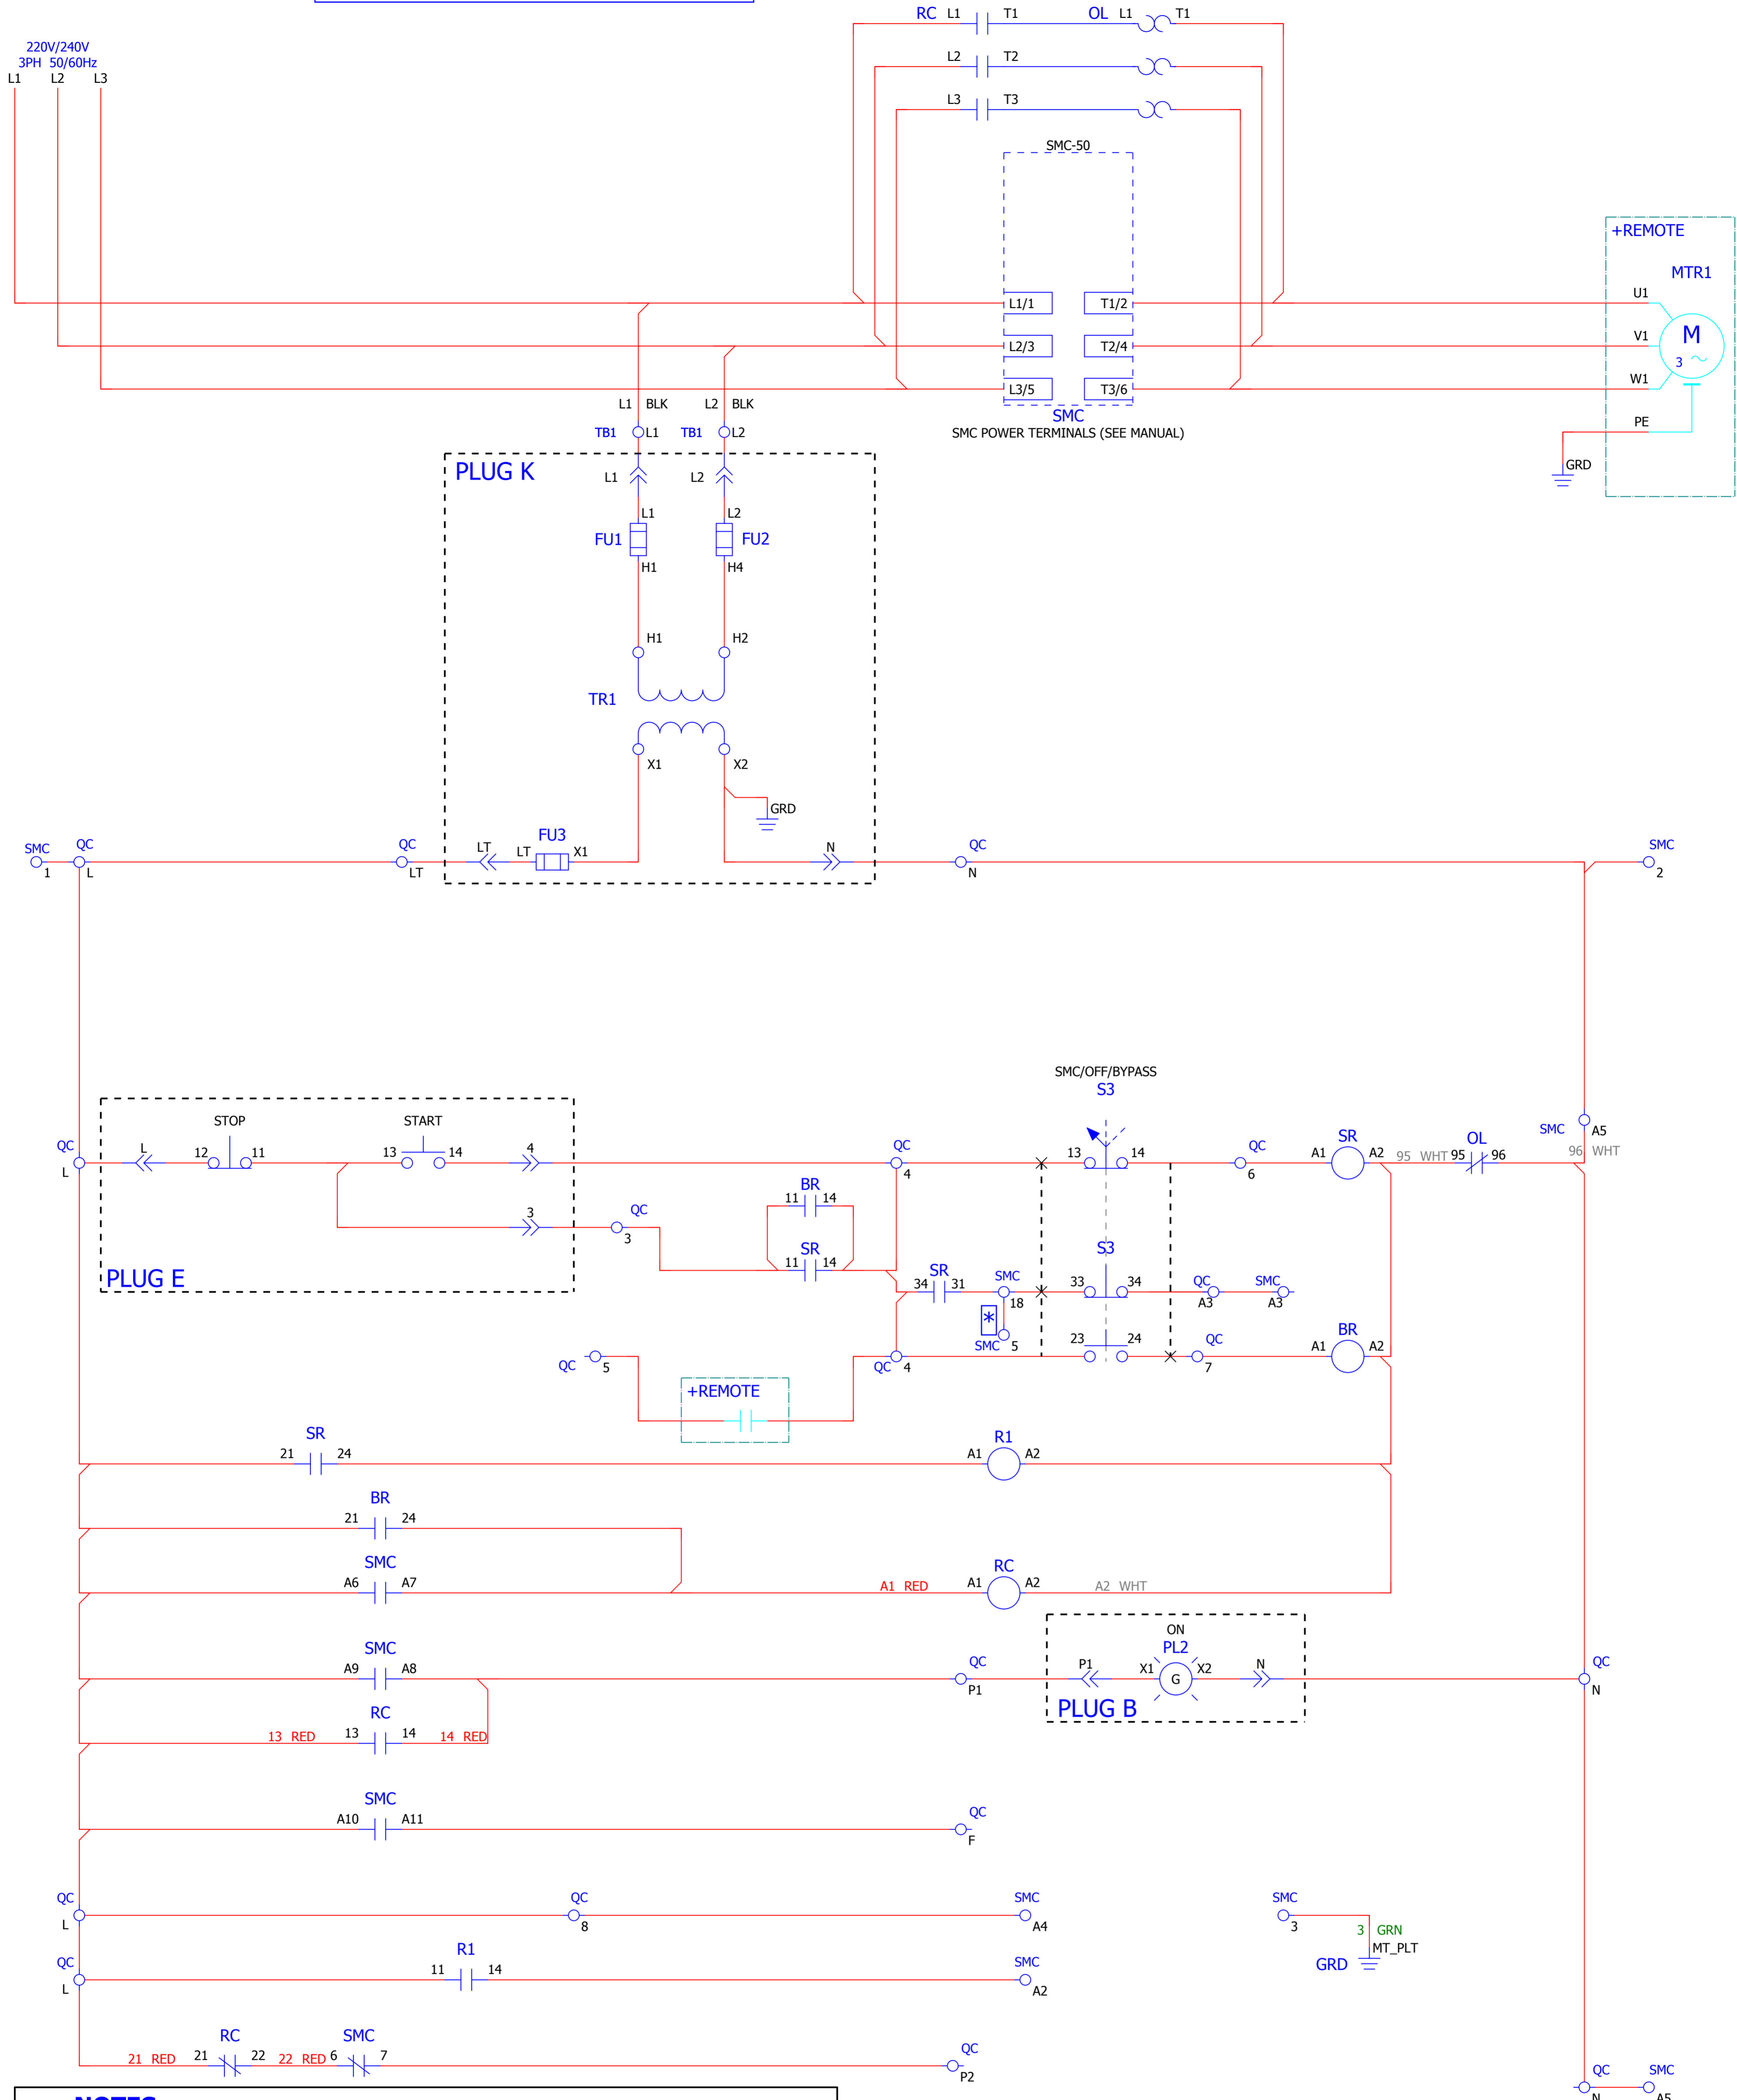 RC L1 T1 OL L1 T1
220V/240V
3PH 50/60Hz
L1 L2 L3
L2 T2
L3 T3
SMC-50
+REMOTE
MTR1
L1/1 T1/2 U1
L2/3 T2/4 V1
M
3
L3/5 T3/6 W1
L1 BLK L2 BLK
SMC
SMC POWER TERMINALS (SEE MANUAL)
PE
TB1 L1 TB1 L2
PLUG K
L1 L2
GRD
L1 L2
FU1 FU2
H1 H4
H1 H2
TR1
X1 X2
GRD
SMC QC QC FU3 QC SMC
LT LT X1 N
1 L LT N 2
SMC/OFF/BYPASS
S3
STOP START
SMC A5
QC L 12 11 13 14 4 QC 13 14 QC SR OL
A1 A2 95 WHT 95 96 96 WHT
L 4 6
BR
11 14
3 QC
3
SR
11 14
S3
PLUG E
SR
34 31 SMC 33 34 QC SMC
18 A3 A3
*
SMC 5
23 24 QC BR
A1 A2
QC 5 QC 4 7
+REMOTE
SR R1
21 24 A1 A2
BR
21 24
SMC RC
A6 A7 A1 RED A1 A2 A2 WHT
ON
SMC PL2
A9 A8 QC P1 X1 G X2 N QC
P1 N
PLUG B
RC
13 RED 13 14 14 RED
SMC
A10 A11 QC
F
QC QC SMC SMC
L 8 A4 3
3 GRN
MT_PLT
GRD
QC R1 SMC
11 14
L A2
RC SMC
21 RED 21 22 22 RED 6 7 QC
P2
QC SMC
N A5
NOTES